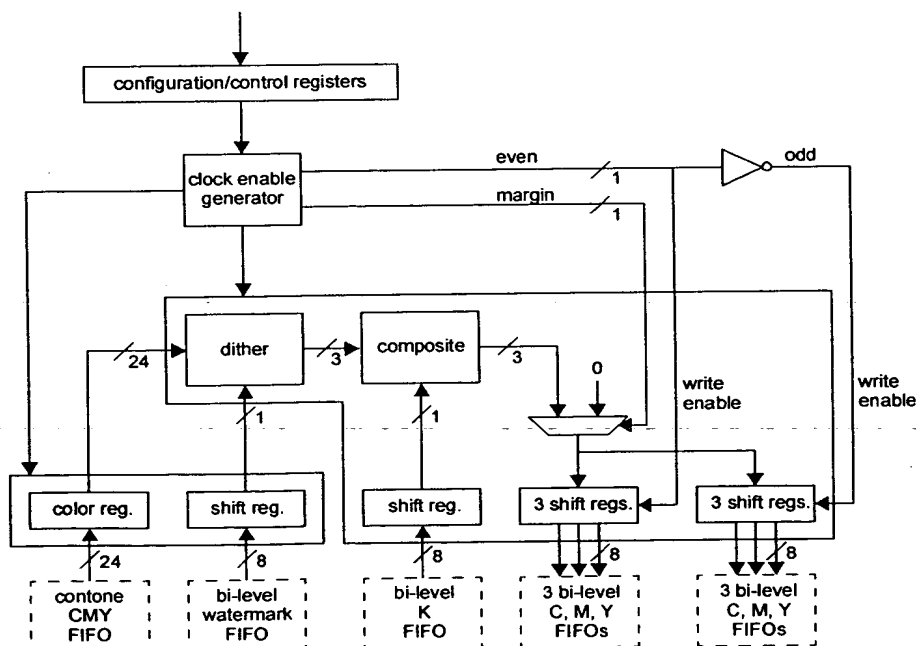 configuration/control registers
clock enable
generator
even
1
odd
margin
1
dither
composite
24
3
3
0
1
1
write
enable
write
enable
color reg.
shift reg.
shift reg.
3 shift regs.
3 shift regs.
24
8
8
8
8
contone
CMY
FIFO
bi-level
watermark
FIFO
bi-level
K
FIFO
3 bi-level
C, M, Y
FIFOs
3 bi-level
C, M, Y
FIFOs